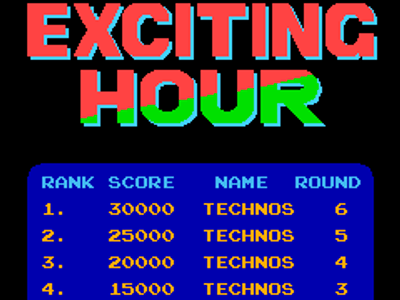 EXCITING
HOUR
RANK SCORE NAME ROUND
1. 30000 TECHNOS 6
2. 25000 TECHNOS 5
3. 20000 TECHNOS 4
4. 15000 TECHNOS 3